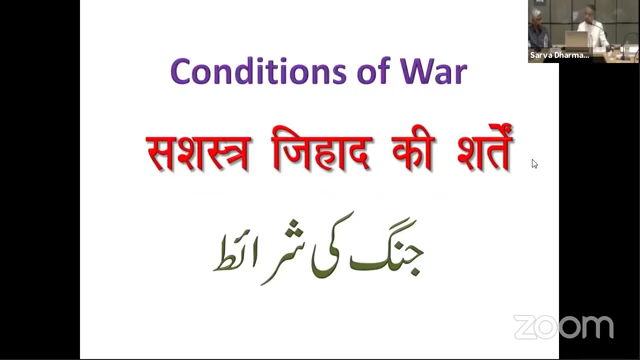 Conditions of War
सशस्त्र जिहाद की शर्तें
جنگ کی شرائط
Sarva Dharma...
zoom